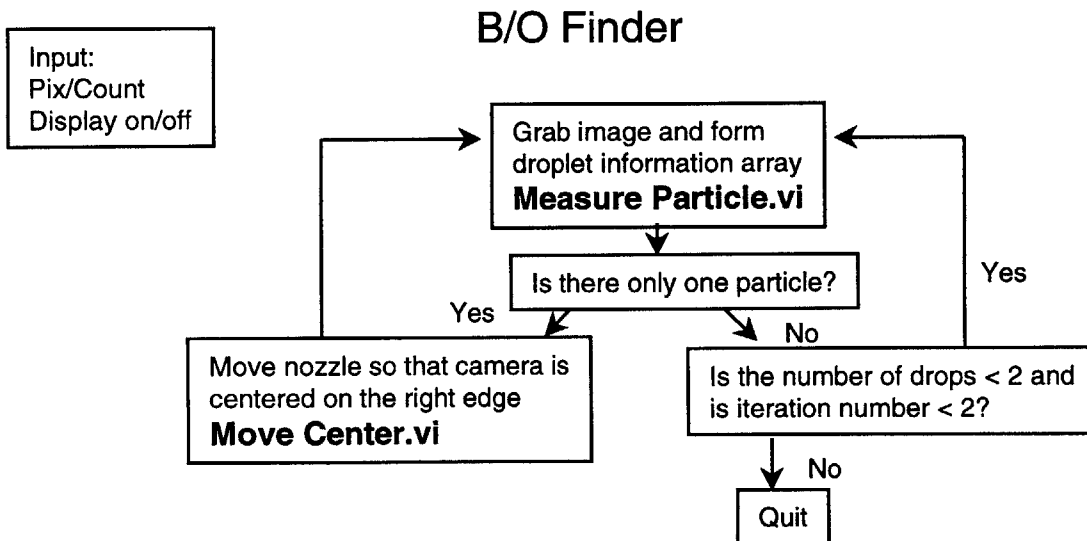 B/O Finder
Input:
Pix/Count
Display on/off
Grab image and form
droplet information array
Measure Particle.vi
Is there only one particle?
Yes
Yes
No
Move nozzle so that camera is
centered on the right edge
Move Center.vi
Is the number of drops < 2 and
is iteration number < 2?
No
Quit